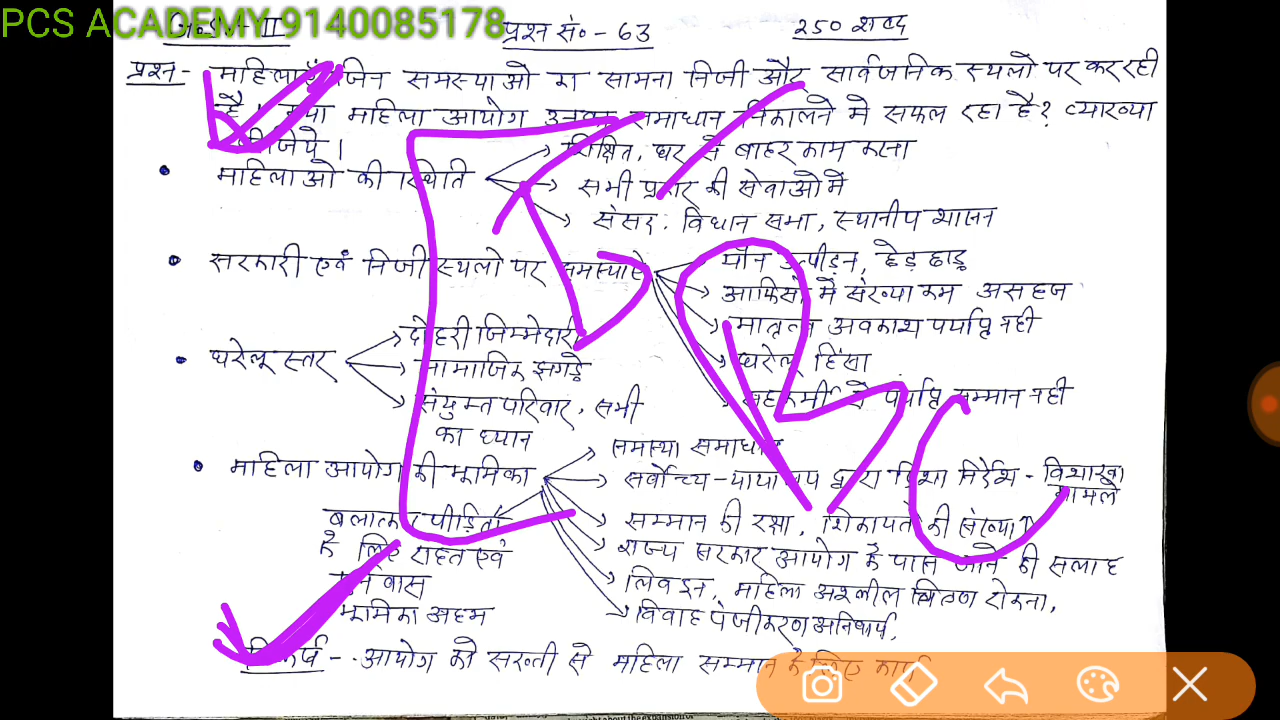 PCS ACADEMY 9140085178
III प्रश्न सं०- 63 250 शब्द
प्रश्न- महिलाएँ जिन समस्याओं का सामना निजी और सार्वजनिक स्थलों पर कर रही
है। क्या महिला आयोग उनका समाधान निकालने में सफल रहा है? व्याख्या
कीजिये।
शिक्षित, घर से बाहर काम करना
• महिलाओं की स्थिति
सभी प्रकार की सेवाओं में
संसद, विधान सभा, स्थानीय शासन
यौन उत्पीड़न, छेड़ छाड़
• सरकारी एवं निजी स्थलों पर समस्यायें
आफिसों में संख्या कम असहज
मातृत्व अवकाश पर्याप्त नहीं
दोहरी जिम्मेदारी
• घरेलू स्तर
घरेलू हिंसा
सामाजिक झगड़े
सहकर्मी से पर्याप्त सम्मान नहीं
संयुक्त परिवार, सभी
का ध्यान
समस्या समाधान
• महिला आयोग की भूमिका
सर्वोच्च न्यायालय द्वारा दिशा निर्देश - विशाखा
मामले
बलात्कार पीड़िता
सम्मान की रक्षा, शिकायतों की संख्या
के लिए राहत एवं
राज्य सरकार आयोग के पास जाने की सलाह
वास
लिव इन, महिला अश्लील चित्रण रोकना,
भूमिका अहम
विवाह पंजीकरण अनिवार्य,
निष्कर्ष - आयोग को सख्ती से महिला सम्मान के लिए कार्य